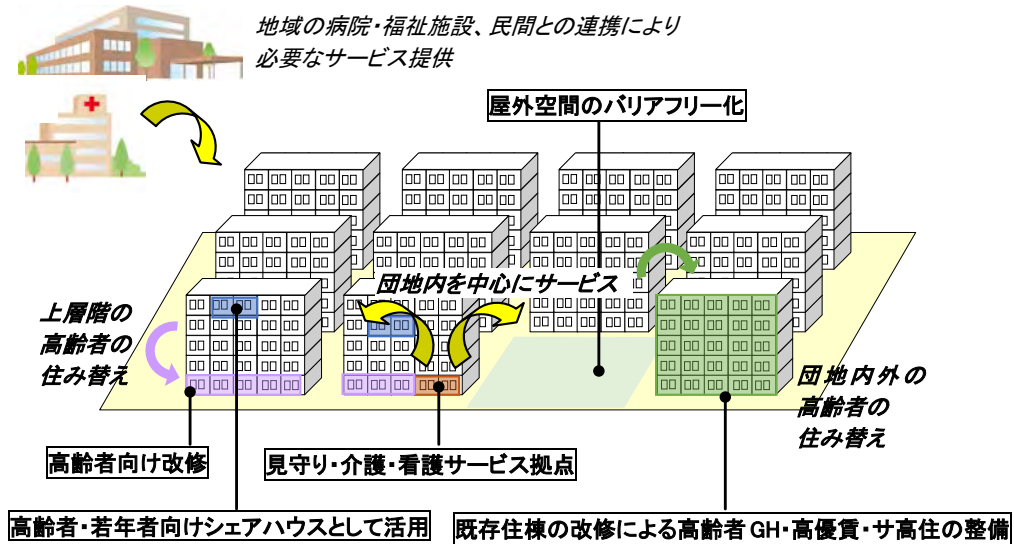 地域の病院・福祉施設、民間との連携により
必要なサービス提供
屋外空間のバリアフリー化
団地内を中心にサービス
上層階の
高齢者の
住み替え
団地内外の
高齢者の
住み替え
高齢者向け改修
見守り・介護・看護サービス拠点
高齢者・若年者向けシェアハウスとして活用
既存住棟の改修による高齢者GH・高優賃・サ高住の整備